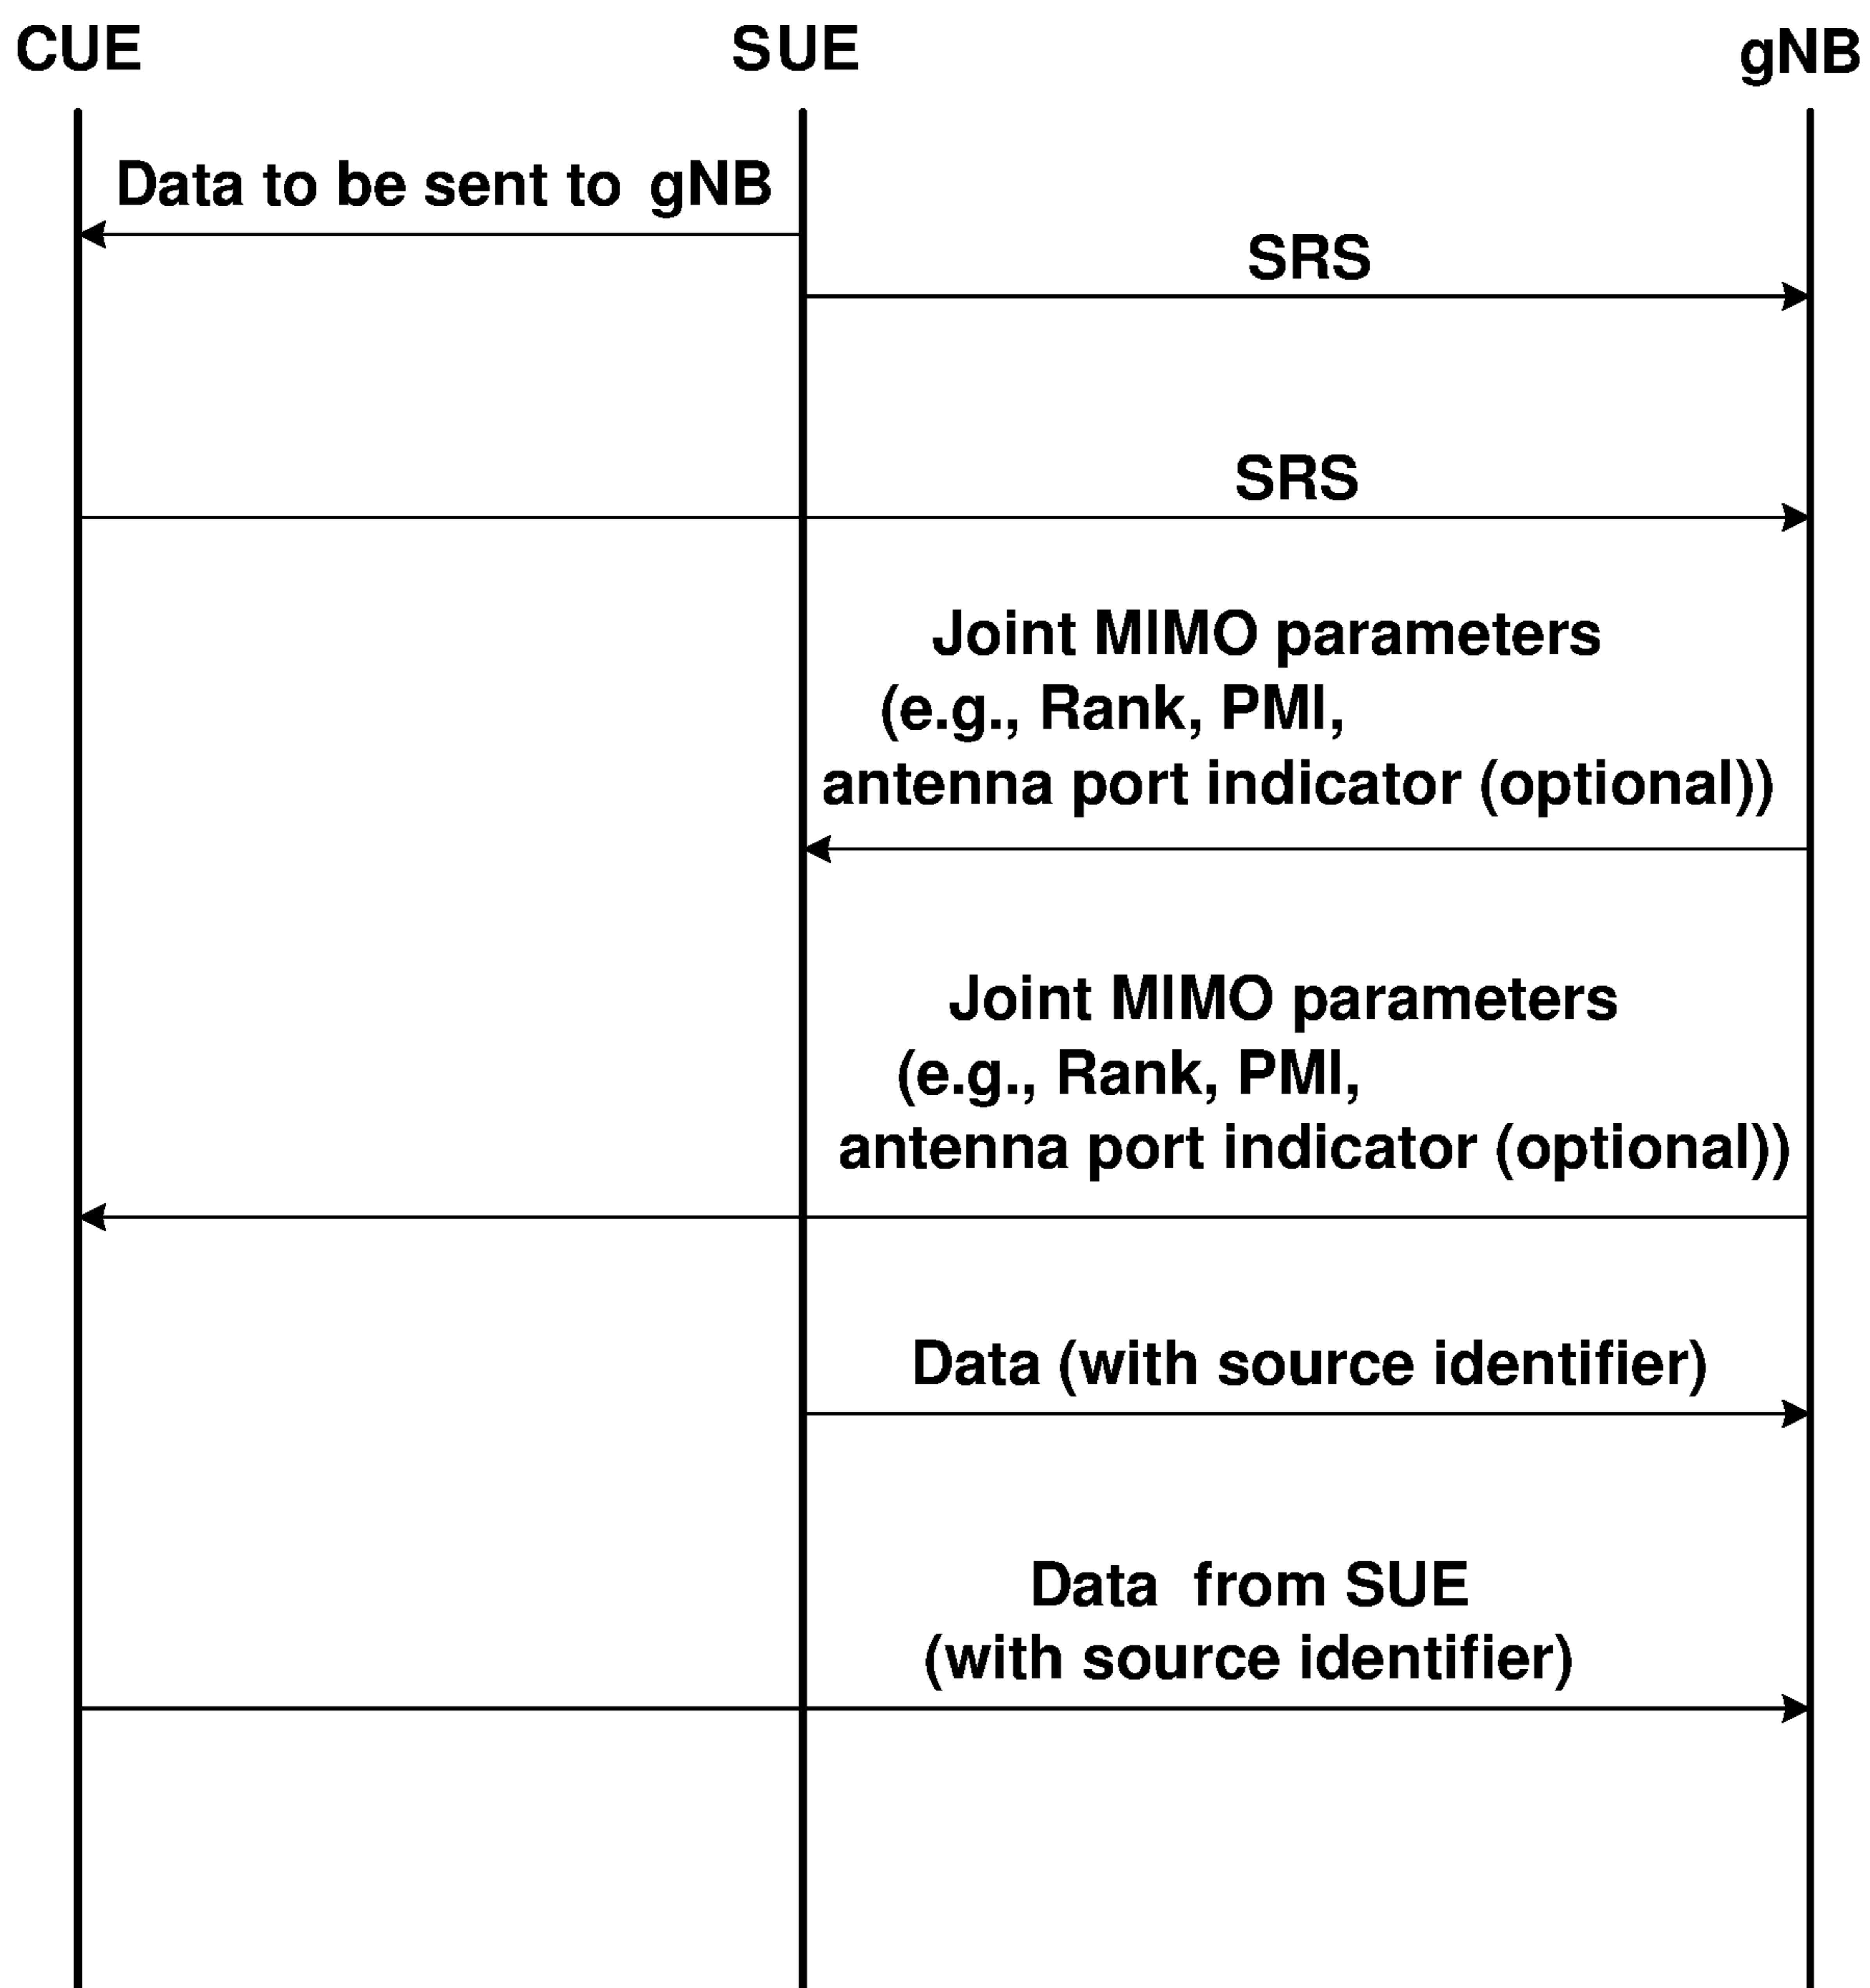 CUE SUE gNB
Data to be sent to gNB
SRS
SRS
Joint MIMO parameters
(e.g., Rank, PMI,
antenna port indicator (optional))
Joint MIMO parameters
(e.g., Rank, PMI,
antenna port indicator (optional))
Data (with source identifier)
Data from SUE
(with source identifier)